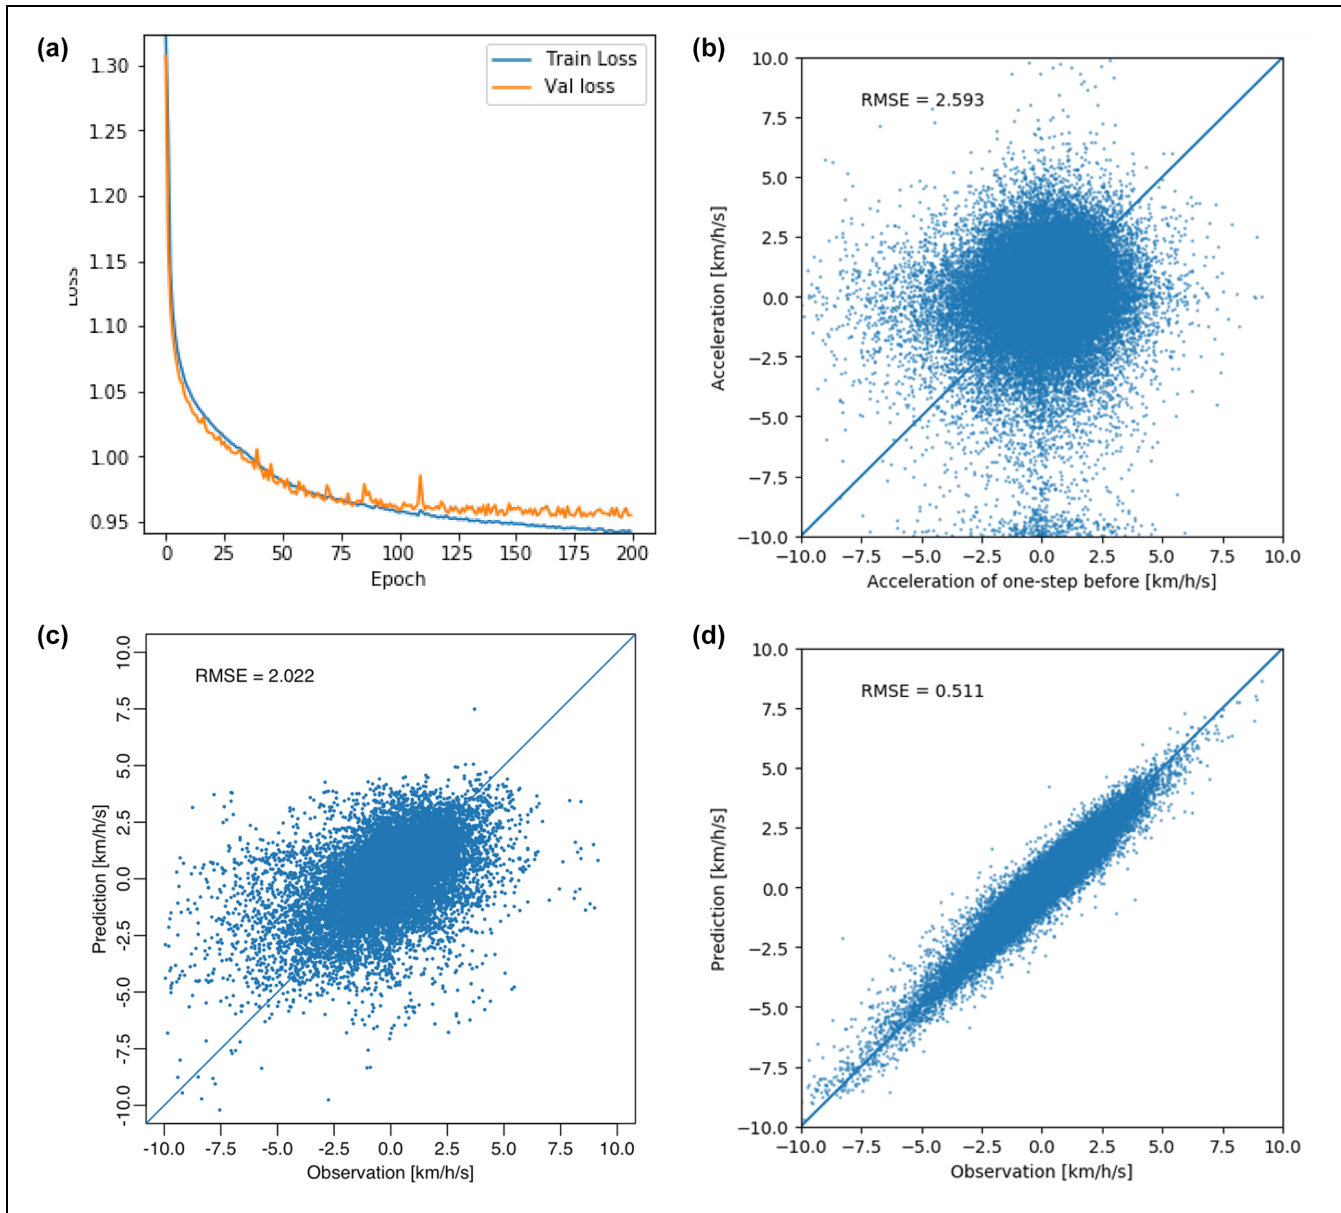 (a)
1.30
1.25
1.20
1.15
1.10
1.05
1.00
0.95
Loss
Train Loss
Val loss
0 25 50 75 100 125 150 175 200
Epoch
(b)
10.0
7.5
5.0
2.5
0.0
−2.5
−5.0
−7.5
−10.0
Acceleration [km/h/s]
RMSE = 2.593
−10.0 −7.5 −5.0 −2.5 0.0 2.5 5.0 7.5 10.0
Acceleration of one-step before [km/h/s]
(c)
10.0
7.5
5.0
2.5
0.0
-2.5
-5.0
-7.5
-10.0
Prediction [km/h/s]
RMSE = 2.022
-10.0 -7.5 -5.0 -2.5 0.0 2.5 5.0 7.5 10.0
Observation [km/h/s]
(d)
10.0
7.5
5.0
2.5
0.0
−2.5
−5.0
−7.5
−10.0
Prediction [km/h/s]
RMSE = 0.511
−10.0 −7.5 −5.0 −2.5 0.0 2.5 5.0 7.5 10.0
Observation [km/h/s]